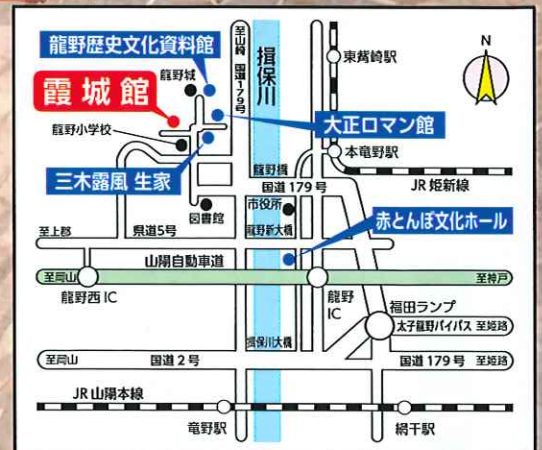 龍野歴史文化資料館
至山崎
国道179号
揖保川
東觜崎駅
N
龍野城
霞城館
大正ロマン館
龍野小学校
本竜野駅
三木露風 生家
龍野橋
国道179号
JR姫新線
図書館
市役所
赤とんぼ文化ホール
至上郡
県道5号
龍野新大橋
山陽自動車道
至岡山
至神戸
龍野西IC
龍野
IC
福田ランプ
太子龍野バイパス
至姫路
揖保川大橋
至岡山
国道2号
国道179号
至姫路
JR山陽本線
竜野駅
網干駅